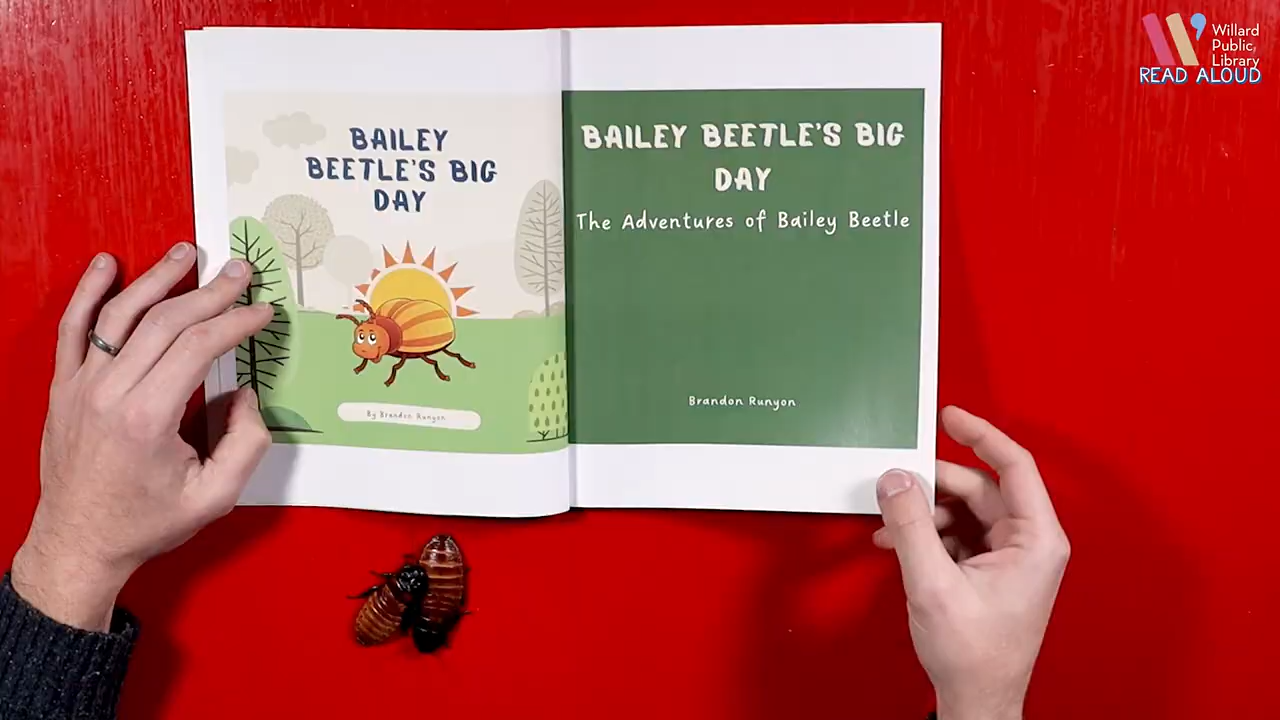 BAILEY
BEETLE'S BIG
DAY
By Brandon Runyon
BAILEY BEETLE'S BIG
DAY
The Adventures of Bailey Beetle
Brandon Runyon
Willard
Public
Library
READ ALOUD